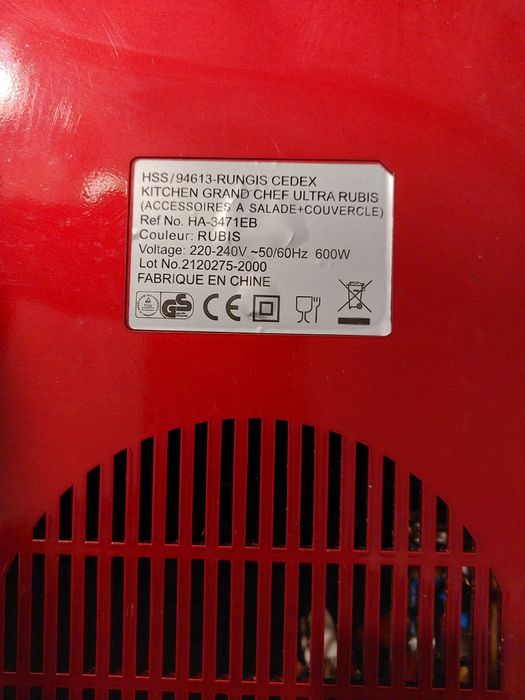 HSS/94613-RUNGIS CEDEX
KITCHEN GRAND CHEF ULTRA RUBIS
(ACCESSOIRES A SALADE+COUVERCLE)
Ref No. HA-3471EB
Couleur: RUBIS
Voltage: 220-240V ~50/60Hz 600W
Lot No.2120275-2000
FABRIQUE EN CHINE
GS CE